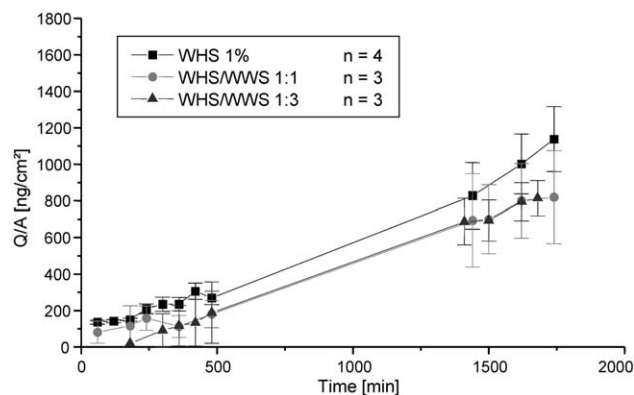 1800
1600
1400
1200
1000
800
600
400
200
0
Q/A [ng/cm²]
WHS 1% n = 4
WHS/WWS 1:1 n = 3
WHS/WWS 1:3 n = 3
0 500 1000 1500 2000
Time [min]